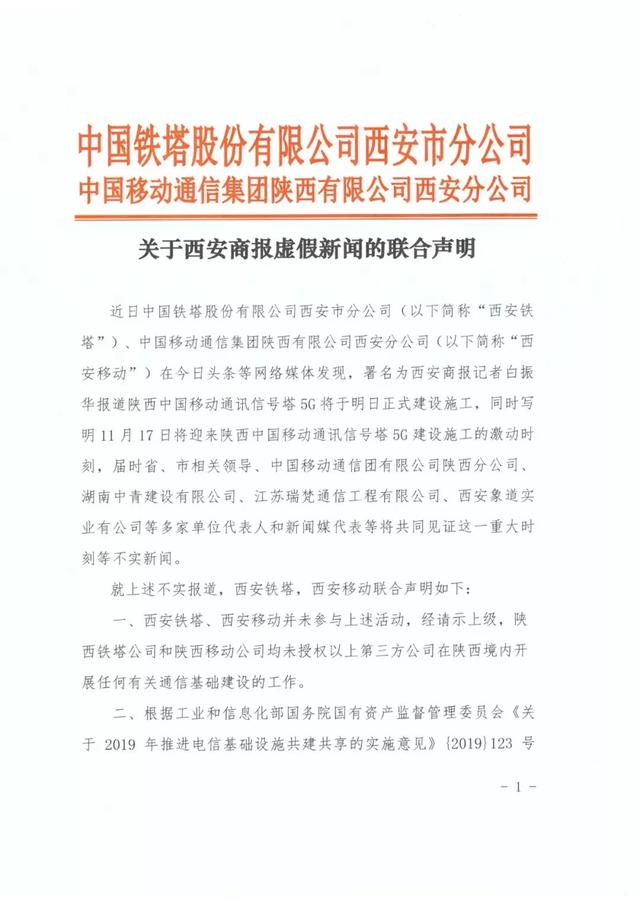 中国铁塔股份有限公司西安市分公司
中国移动通信集团陕西有限公司西安分公司
关于西安商报虚假新闻的联合声明
近日中国铁塔股份有限公司西安市分公司（以下简称“西安铁
塔”）、中国移动通信集团陕西有限公司西安分公司（以下简称“西
安移动”）在今日头条等网络媒体发现，署名为西安商报记者白振
华报道陕西中国移动通讯信号塔5G将于明日正式建设施工，同时写
明11月17日将迎来陕西中国移动通讯信号塔5G建设施工的激动时
刻，届时省、市相关领导、中国移动通信团有限公司陕西分公司、
湖南中青建设有限公司、江苏瑞梵通信工程有限公司、西安象道实
业有公司等多家单位代表人和新闻媒代表等将共同见证这一重大时
刻等不实新闻。
就上述不实报道，西安铁塔，西安移动联合声明如下：
一、西安铁塔、西安移动并未参与上述活动，经请示上级，陕
西铁塔公司和陕西移动公司均未授权以上第三方公司在陕西境内开
展任何有关通信基础建设的工作。
二、根据工业和信息化部国务院国有资产监督管理委员会《关
于 2019 年推进电信基础设施共建共享的实施意见》{2019}123 号
- 1 -